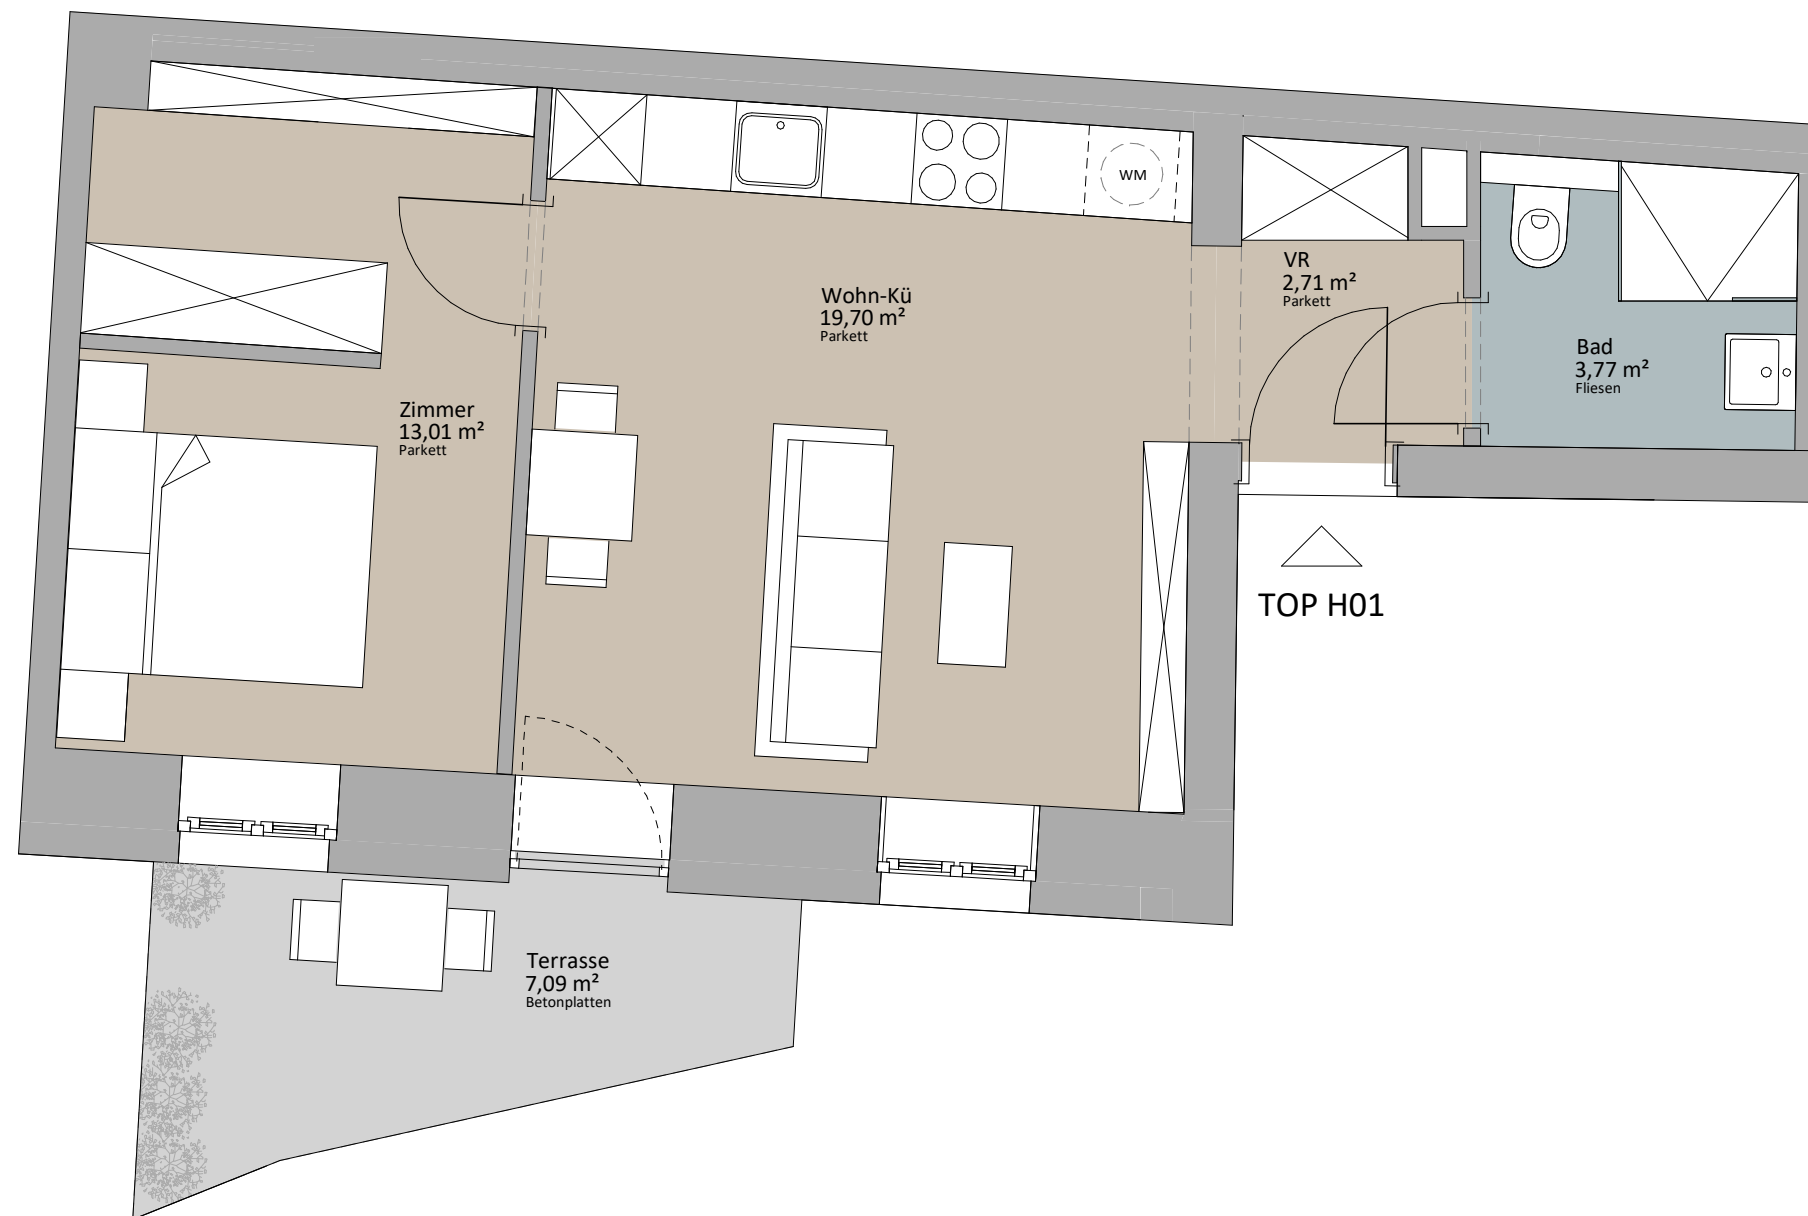 WM
VR
2,71 m²
Parkett
Wohn-Kü
19,70 m²
Parkett
Bad
3,77 m²
Fliesen
Zimmer
13,01 m²
Parkett
TOP H01
Terrasse
7,09 m²
Betonplatten